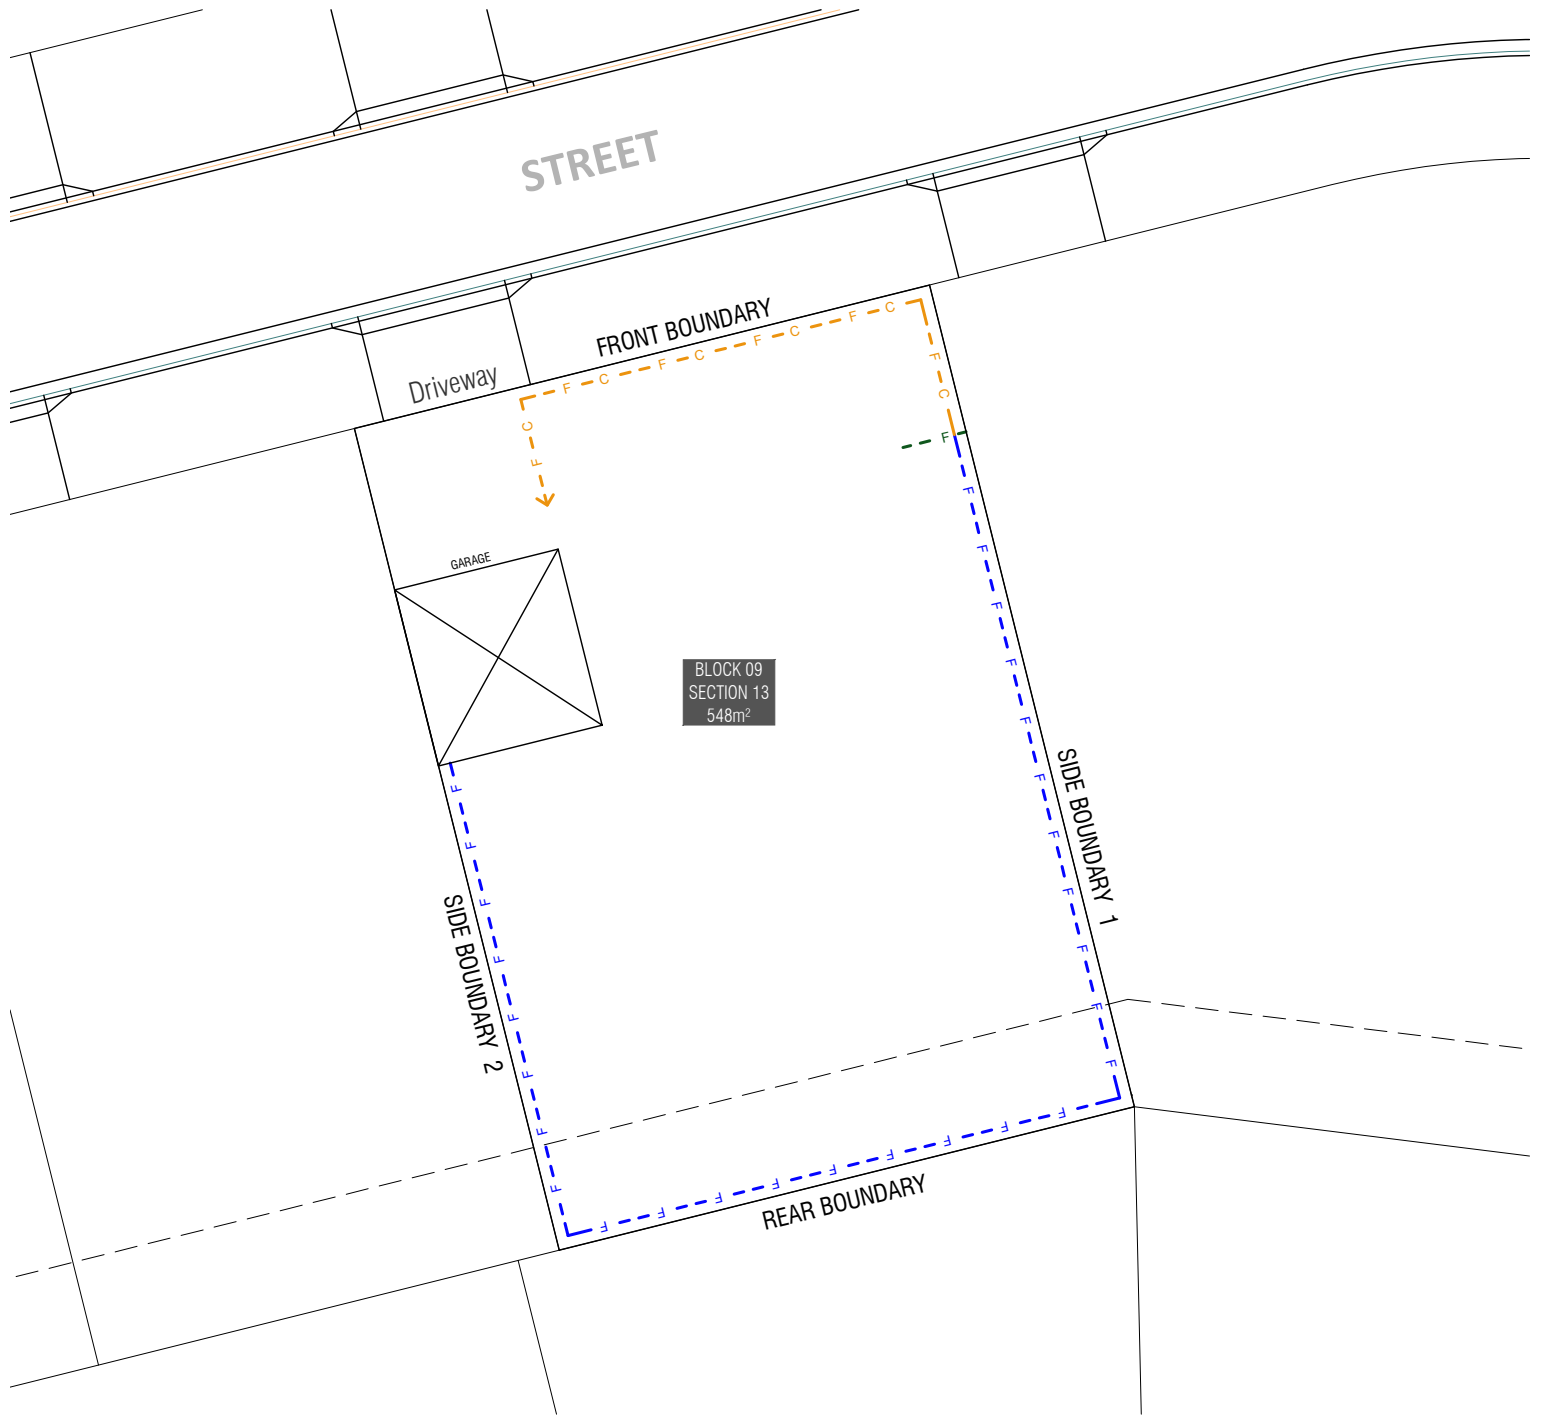 STREET
FRONT BOUNDARY
C F C F C F C F
Driveway
F C
C F
F
GARAGE
BLOCK 09
SECTION 13
548m²
SIDE BOUNDARY 1
F F F F F F F F F F F
SIDE BOUNDARY 2
F F F F F F F F
REAR BOUNDARY
F F F F F F F F F